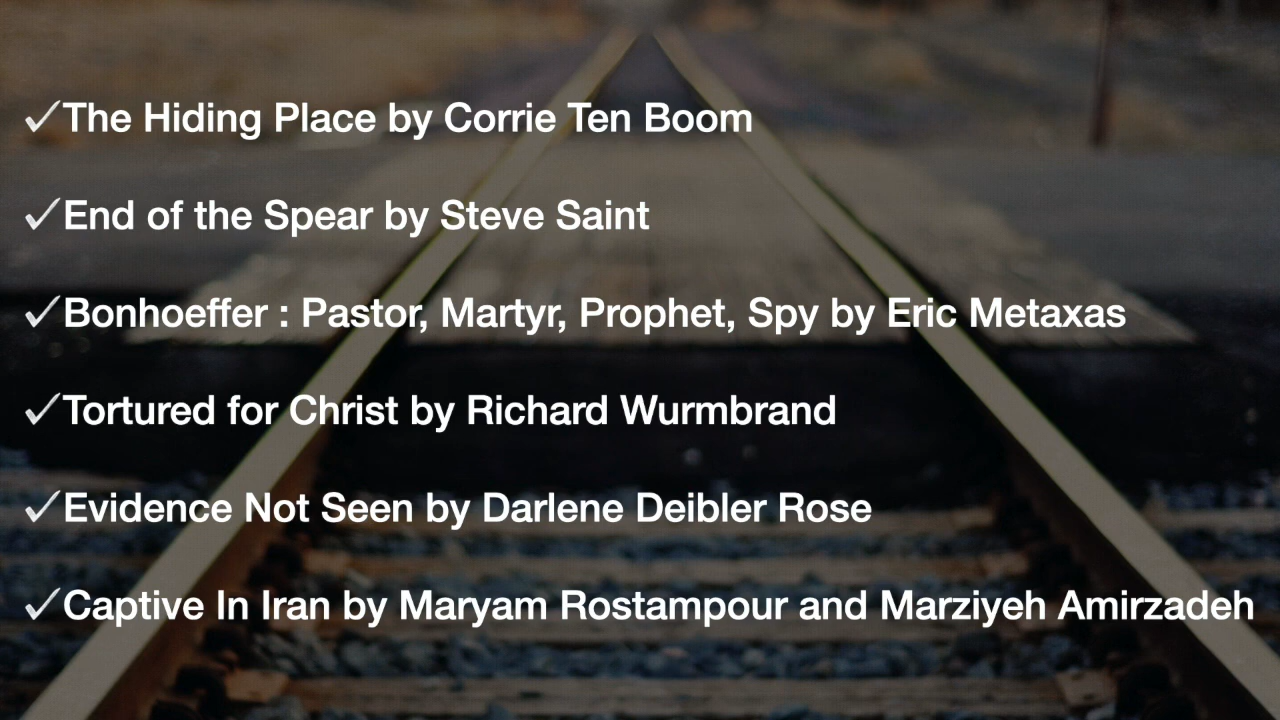 ✓The Hiding Place by Corrie Ten Boom
✓End of the Spear by Steve Saint
✓Bonhoeffer : Pastor, Martyr, Prophet, Spy by Eric Metaxas
✓Tortured for Christ by Richard Wurmbrand
✓Evidence Not Seen by Darlene Deibler Rose
✓Captive In Iran by Maryam Rostampour and Marziyeh Amirzadeh